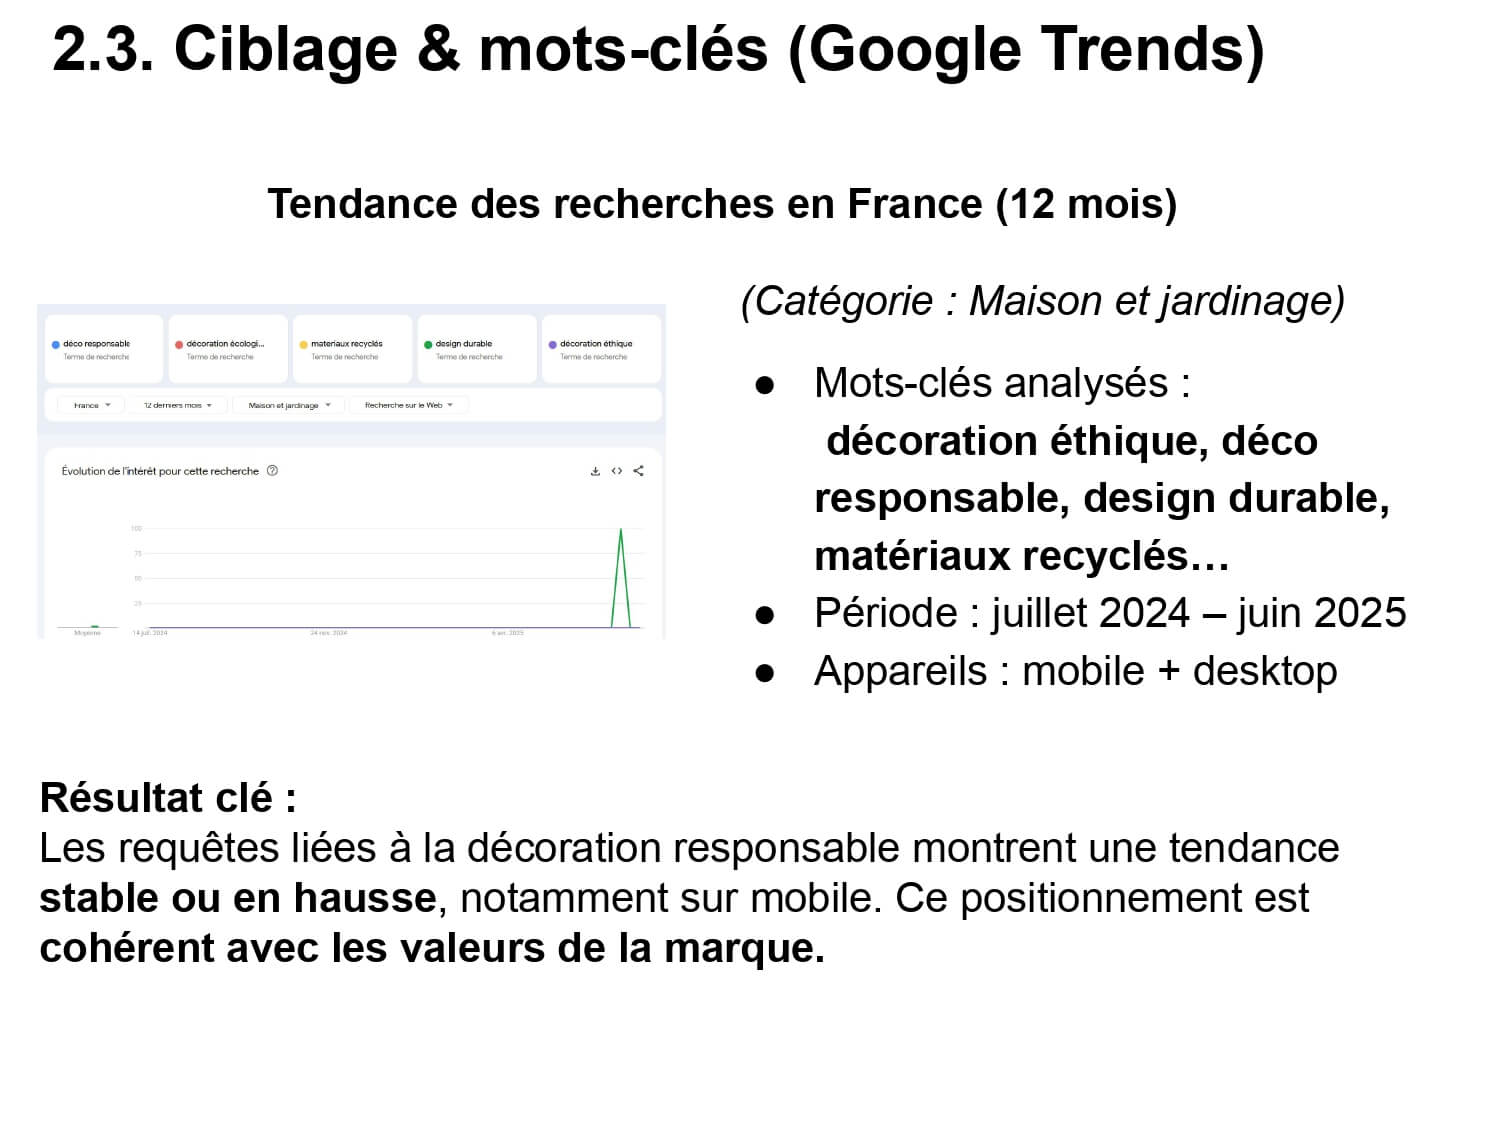 2.3. Ciblage & mots-clés (Google Trends)
Tendance des recherches en France (12 mois)
déco responsable
Terme de recherche
décoration écologi...
Terme de recherche
materiaux recyclés
Terme de recherche
design durable
Terme de recherche
décoration éthique
Terme de recherche
France
12 derniers mois
Maison et jardinage
Recherche sur le Web
Évolution de l'intérêt pour cette recherche
100
75
50
25
Moyenne
14 juil. 2024
24 nov. 2024
6 avr. 2025
(Catégorie : Maison et jardinage)
● Mots-clés analysés :
décoration éthique, déco
responsable, design durable,
matériaux recyclés…
● Période : juillet 2024 – juin 2025
● Appareils : mobile + desktop
Résultat clé :
Les requêtes liées à la décoration responsable montrent une tendance
stable ou en hausse, notamment sur mobile. Ce positionnement est
cohérent avec les valeurs de la marque.